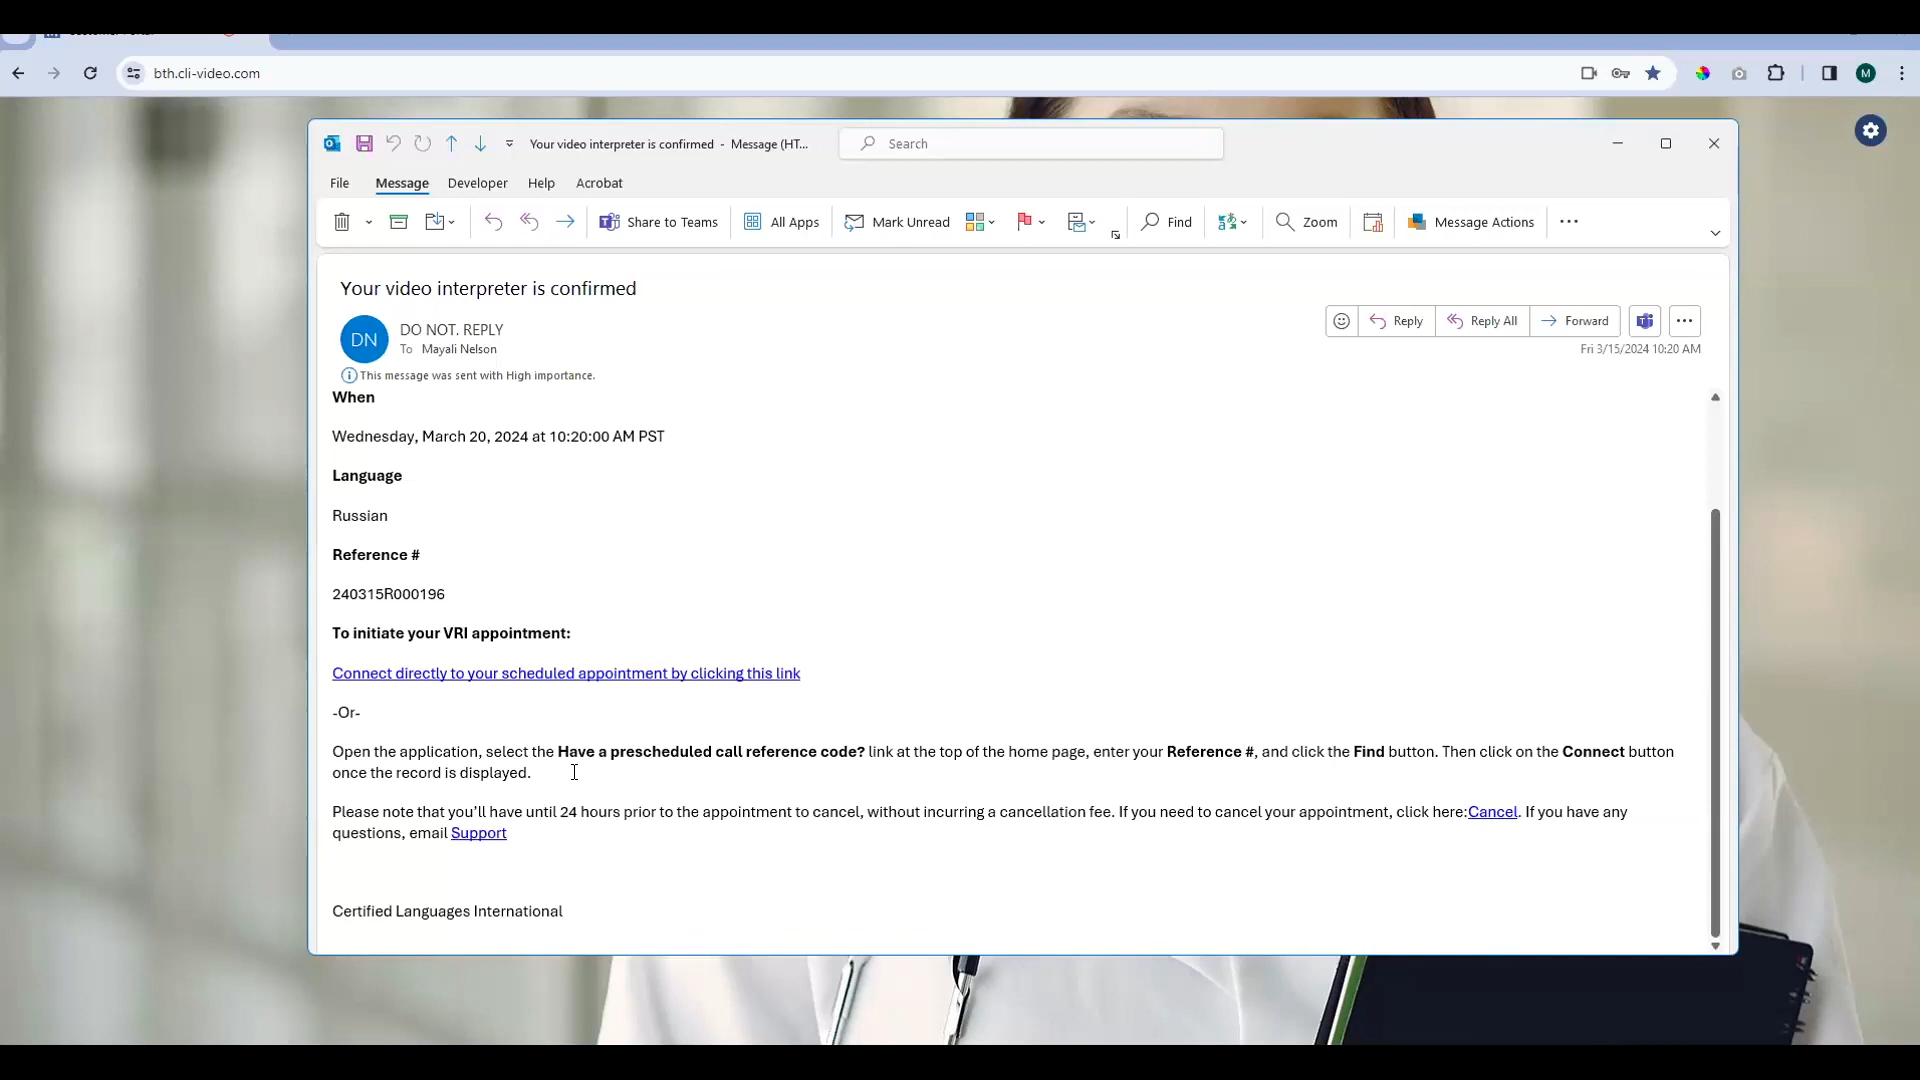 bth.cli-video.com
M
Your video interpreter is confirmed - Message (HT...
Search
File Message Developer Help Acrobat
Share to Teams All Apps Mark Unread Find Zoom Message Actions
Your video interpreter is confirmed
DN
DO NOT. REPLY
To Mayali Nelson
Reply Reply All Forward
Fri 3/15/2024 10:20 AM
This message was sent with High importance.
When
Wednesday, March 20, 2024 at 10:20:00 AM PST
Language
Russian
Reference #
240315R000196
To initiate your VRI appointment:
Connect directly to your scheduled appointment by clicking this link
-Or-
Open the application, select the Have a prescheduled call reference code? link at the top of the home page, enter your Reference #, and click the Find button. Then click on the Connect button
once the record is displayed.
Please note that you’ll have until 24 hours prior to the appointment to cancel, without incurring a cancellation fee. If you need to cancel your appointment, click here:Cancel. If you have any
questions, email Support
Certified Languages International